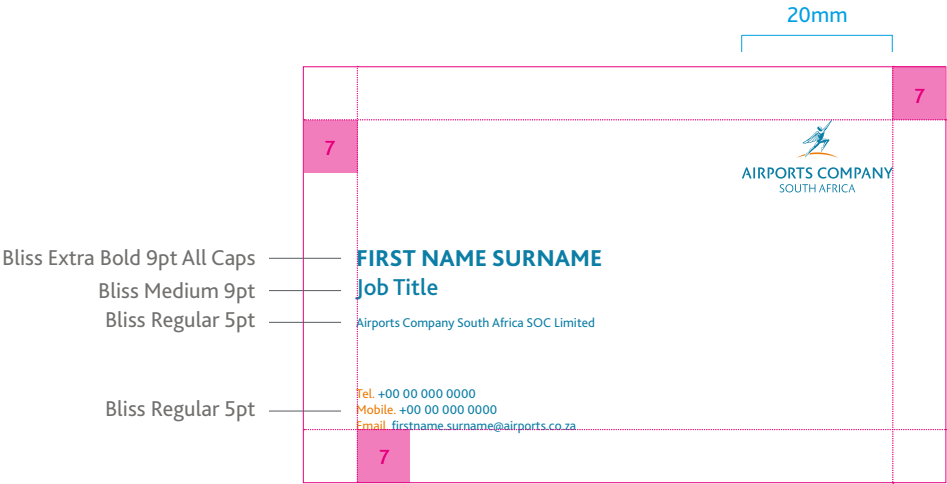 20mm
7
7
AIRPORTS COMPANY
SOUTH AFRICA
Bliss Extra Bold 9pt All Caps
FIRST NAME SURNAME
Bliss Medium 9pt
Job Title
Bliss Regular 5pt
Airports Company South Africa SOC Limited
Tel. +00 00 000 0000
Bliss Regular 5pt
Mobile. +00 00 000 0000
Email. firstname.surname@airports.co.za
7